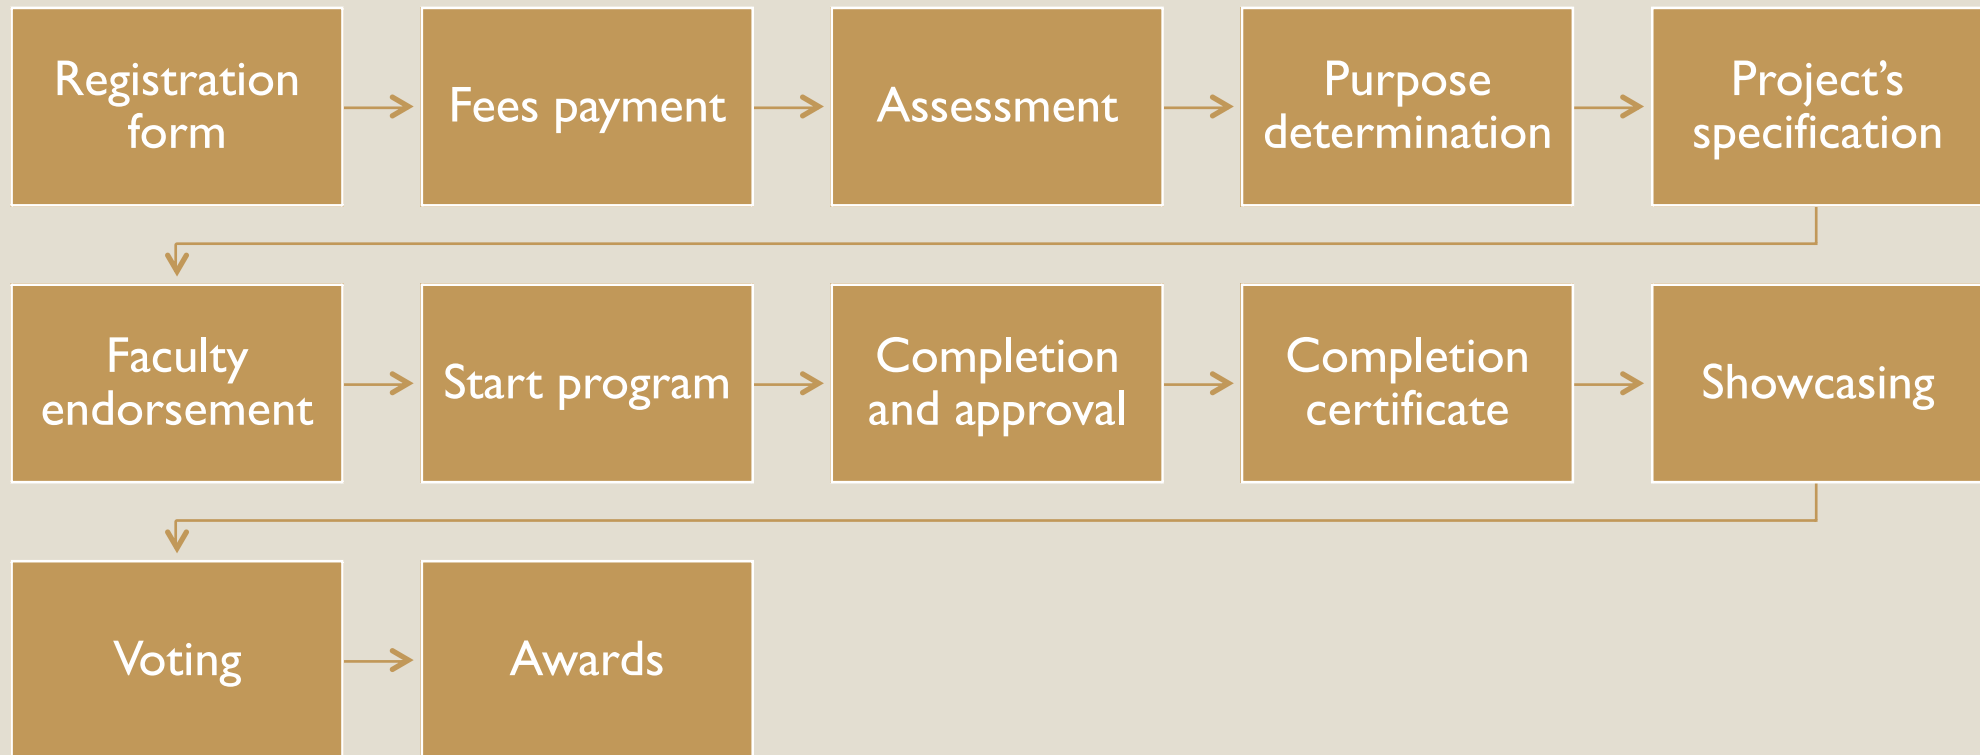 Registration
form
Fees payment
Assessment
Purpose
determination
Project’s
specification
Faculty
endorsement
Start program
Completion
and approval
Completion
certificate
Showcasing
Voting
Awards